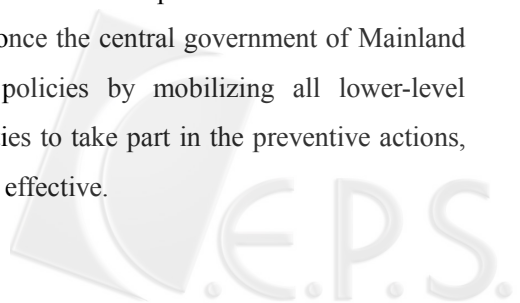 once the central government of Mainland
policies by mobilizing all lower-level
ies to take part in the preventive actions,
effective.
C.E.P.S.